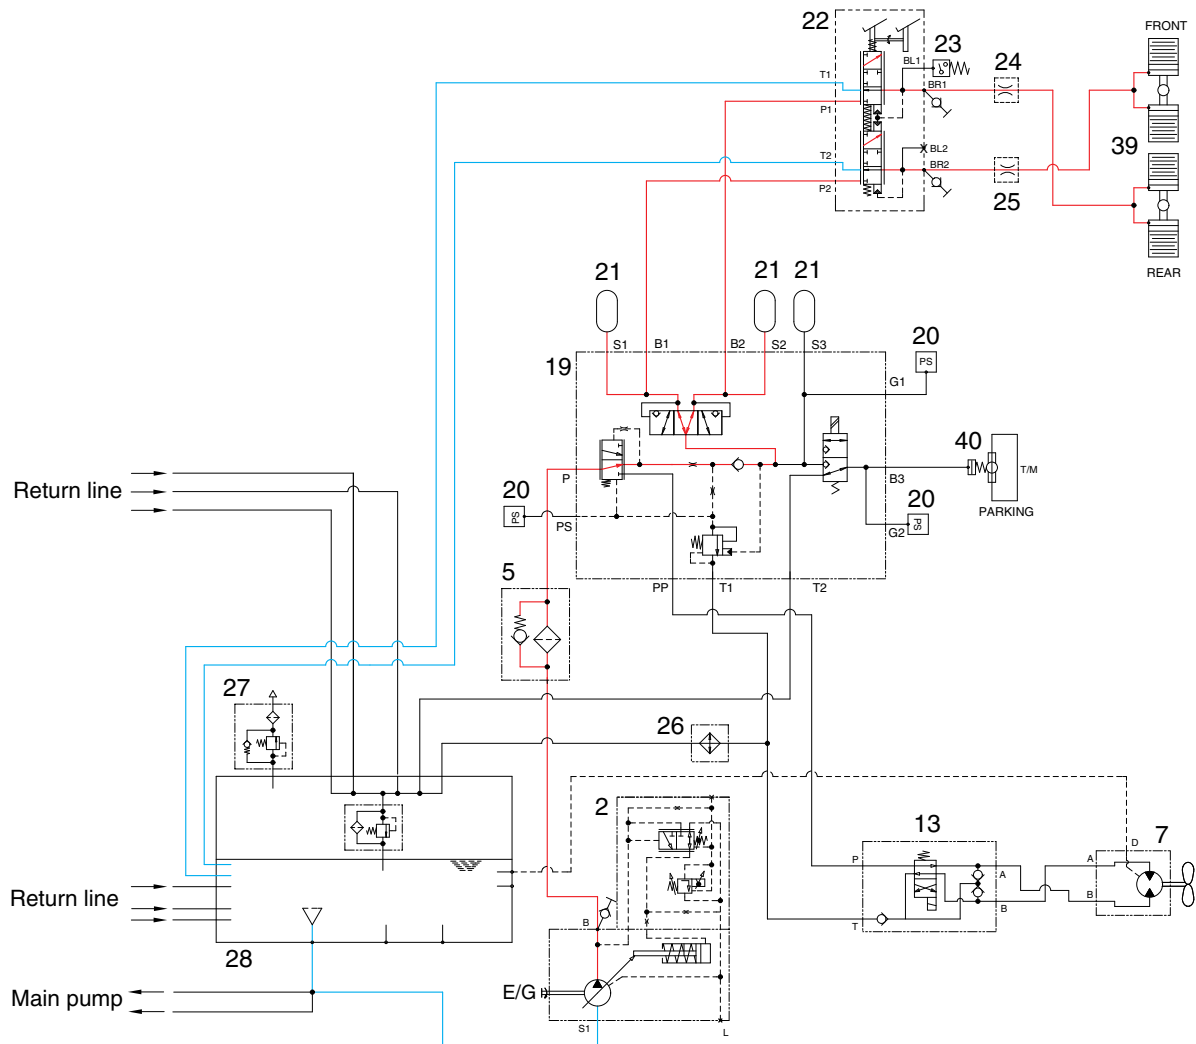 22
23
24
FRONT
BL1
T1
BR1
P1
39
BL2
T2
BR2
P2
25
REAR
21
21
21
20
PS
S1
B1
B2
S2
S3
19
G1
40
T/M
P
B3
PARKING
Return line
20
PS
PS
20
PS
G2
5
PP
T1
T2
27
26
2
13
7
D
P
A
A
B
B
T
Return line
B
28
E/G
Main pump
S1
L